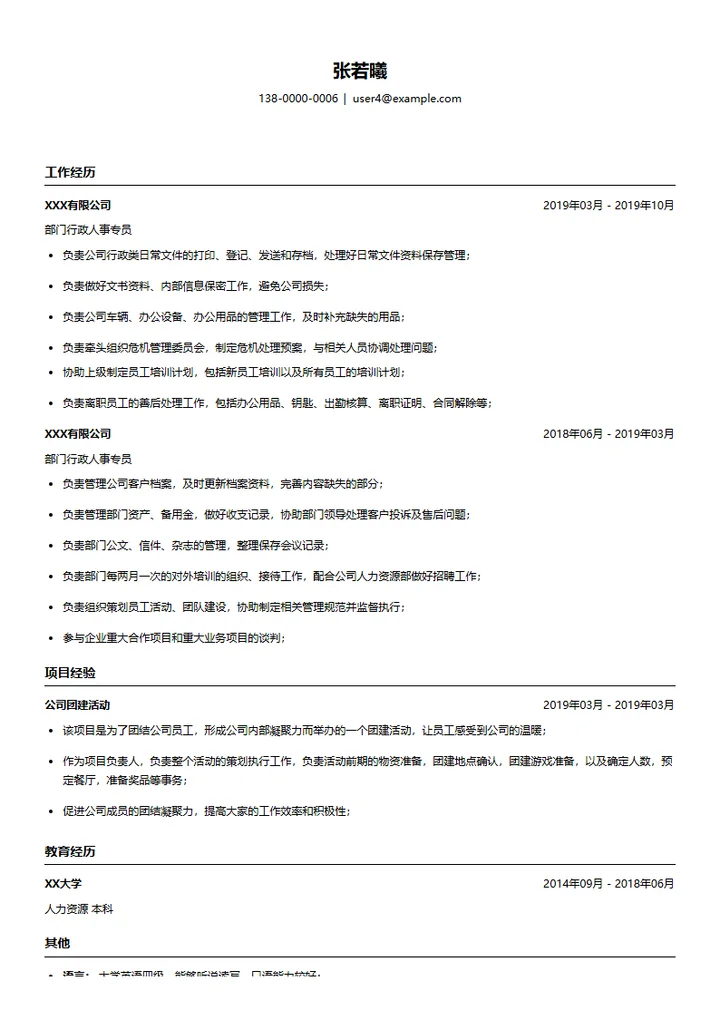 张若曦
138-0000-0006 | user4@example.com
工作经历
XXX有限公司 2019年03月 - 2019年10月
部门行政人事专员
• 负责公司行政类日常文件的打印、登记、发送和存档，处理好日常文件资料保存管理；
• 负责做好文书资料、内部信息保密工作，避免公司损失；
• 负责公司车辆、办公设备、办公用品的管理工作，及时补充缺失的用品；
• 负责牵头组织危机管理委员会，制定危机处理预案，与相关人员协调处理问题；
• 协助上级制定员工培训计划，包括新员工培训以及所有员工的培训计划；
• 负责离职员工的善后处理工作，包括办公用品、钥匙、出勤核算、离职证明、合同解除等；
XXX有限公司 2018年06月 - 2019年03月
部门行政人事专员
• 负责管理公司客户档案，及时更新档案资料，完善内容缺失的部分；
• 负责管理部门资产、备用金，做好收支记录，协助部门领导处理客户投诉及售后问题；
• 负责部门公文、信件、杂志的管理，整理保存会议记录；
• 负责部门每两月一次的对外培训的组织、接待工作，配合公司人力资源部做好招聘工作；
• 负责组织策划员工活动、团队建设，协助制定相关管理规范并监督执行；
• 参与企业重大合作项目和重大业务项目的谈判；
项目经验
公司团建活动 2019年03月 - 2019年03月
• 该项目是为了团结公司员工，形成公司内部凝聚力而举办的一个团建活动，让员工感受到公司的温暖；
• 作为项目负责人，负责整个活动的策划执行工作，负责活动前期的物资准备，团建地点确认，团建游戏准备，以及确定人数，预
定餐厅，准备奖品等事务；
• 促进公司成员的团结凝聚力，提高大家的工作效率和积极性；
教育经历
XX大学 2014年09月 - 2018年06月
人力资源 本科
其他
• 语言： 大学英语四级，能够听说读写，口语能力较好；